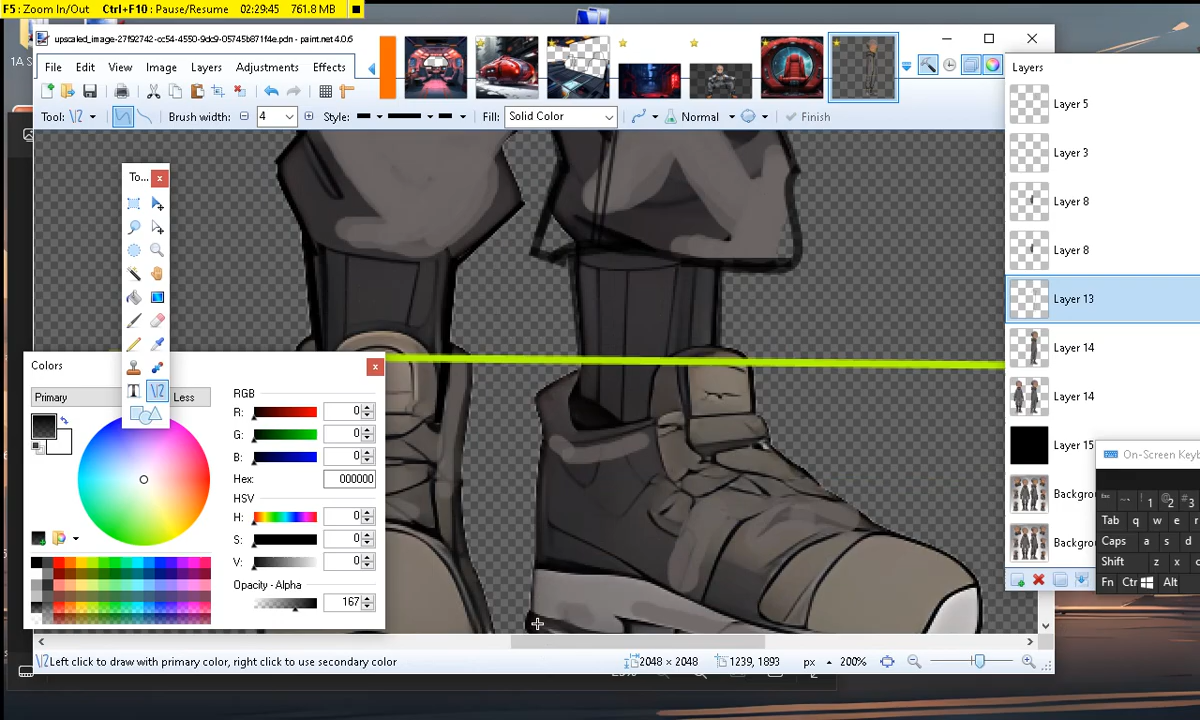 F5: Zoom In/Out Ctrl+F10: Pause/Resume 02:29:45 761.8 MB
upscaled_image-27f92742-cc54-4550-9dc9-05745b871f4e.pdn - paint.net 4.0.6
File Edit View Image Layers Adjustments Effects
Tool: Brush width: 4 Style: Fill: Solid Color Normal Finish
To...
Layers
Layer 5
Layer 3
Layer 8
Layer 8
Layer 13
Layer 14
Layer 14
Layer 15
Backgro
Backgro
Colors
Primary Less
RGB
R: 0
G: 0
B: 0
Hex: 000000
HSV
H: 0
S: 0
V: 0
Opacity - Alpha
167
On-Screen Keyb
Tab q w e r
Caps a s d
Shift z x
Fn Ctr Alt
Left click to draw with primary color, right click to use secondary color 2048 × 2048 1239, 1893 px 200%